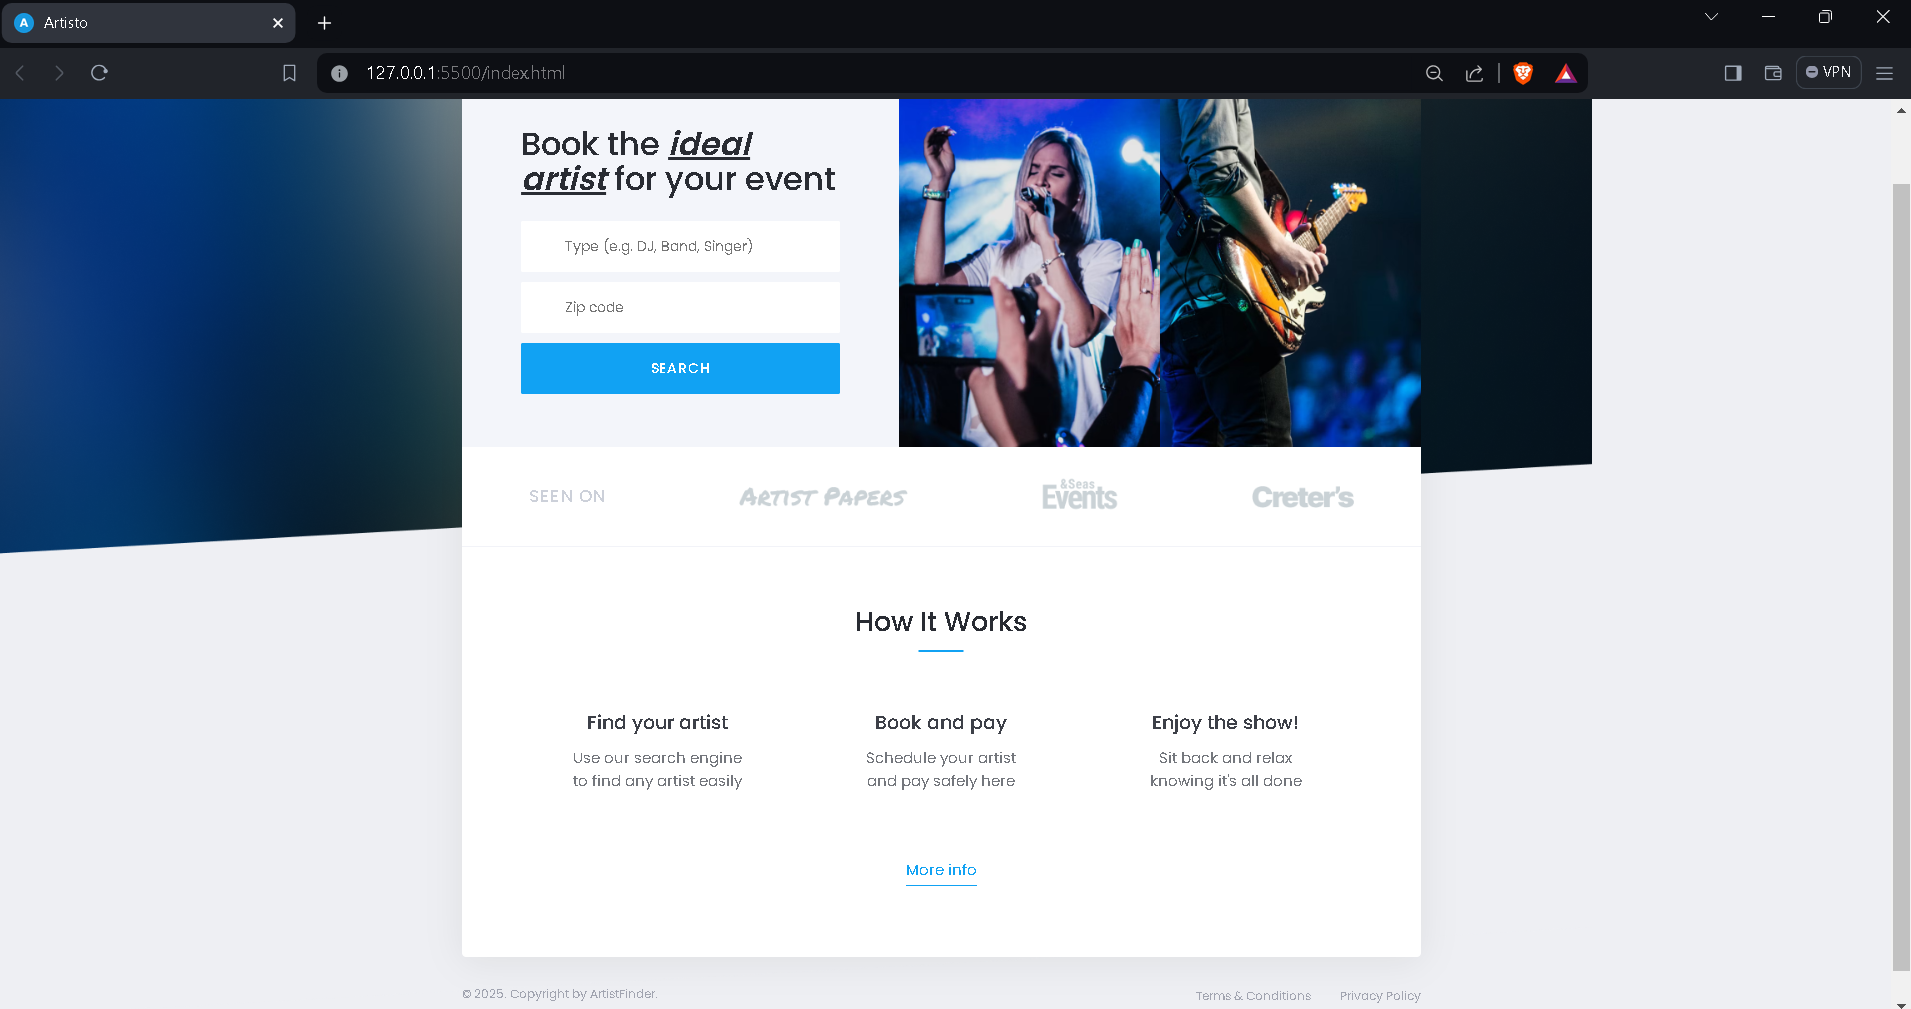 A Artisto
127.0.0.1:5500/index.html
VPN
Book the ideal
artist for your event
Type (e.g. DJ, Band, Singer)
Zip code
SEARCH
SEEN ON
ARTIST PAPERS
&Seas
Events
Creter's
How It Works
Find your artist
Use our search engine
to find any artist easily
Book and pay
Schedule your artist
and pay safely here
Enjoy the show!
Sit back and relax
knowing it's all done
More info
© 2025. Copyright by ArtistFinder.
Terms & Conditions
Privacy Policy